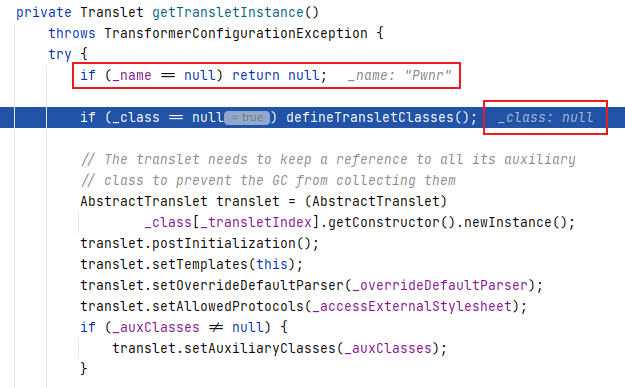 private Translet getTransletInstance()
    throws TransformerConfigurationException {
    try {
        if (_name == null) return null;   _name: "Pwnr"

        if (_class == null = true ) defineTransletClasses();   _class: null

        // The translet needs to keep a reference to all its auxiliary
        // class to prevent the GC from collecting them
        AbstractTranslet translet = (AbstractTranslet)
                _class[_transletIndex].getConstructor().newInstance();
        translet.postInitialization();
        translet.setTemplates(this);
        translet.setOverrideDefaultParser(_overrideDefaultParser);
        translet.setAllowedProtocols(_accessExternalStylesheet);
        if (_auxClasses ≠ null) {
            translet.setAuxiliaryClasses(_auxClasses);
        }